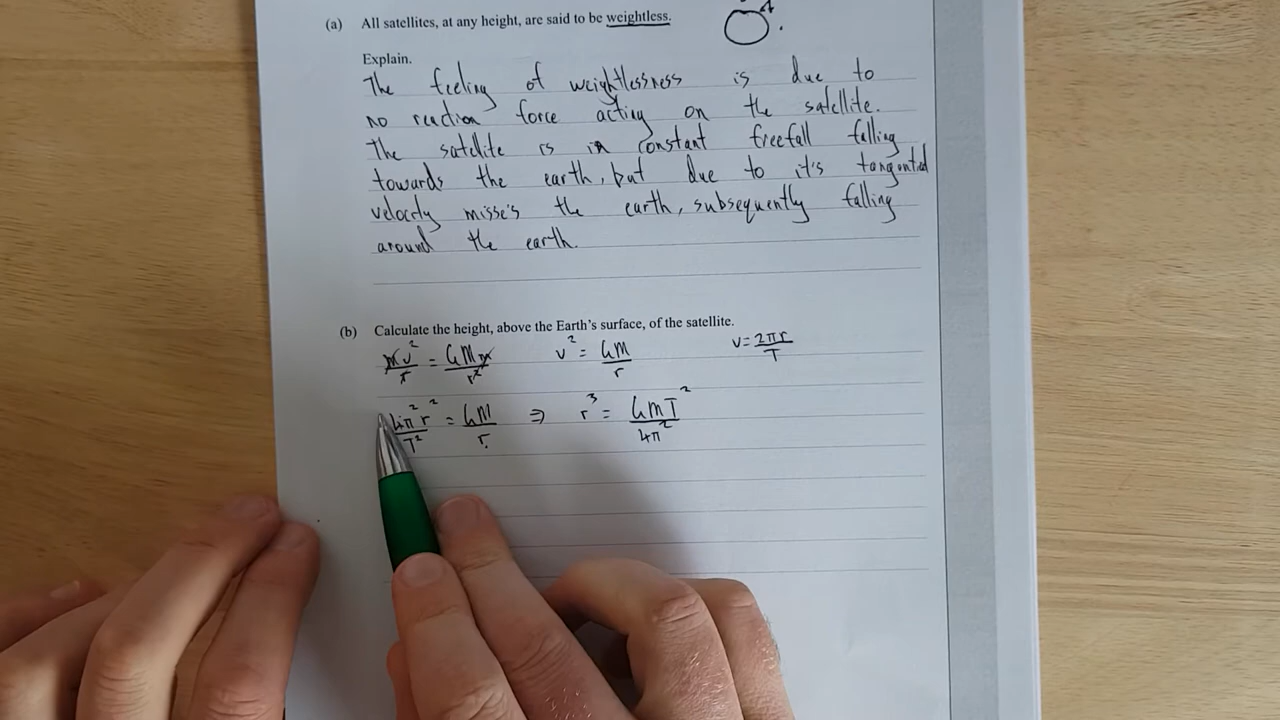 (a) All satellites, at any height, are said to be weightless.
Explain.
The feeling of weightlessness is due to
no reaction force acting on the satellite.
The satelite is in constant freefall falling
towards the earth, but due to it's tangential
velocity misse's the earth, subsequently falling
around the earth.
(b) Calculate the height, above the Earth's surface, of the satellite.
mv²/r = GMm/r² v² = GM/r v = 2πr/T
4π²r²/T² = GM/r ⇒ r³ = GMT²/4π²